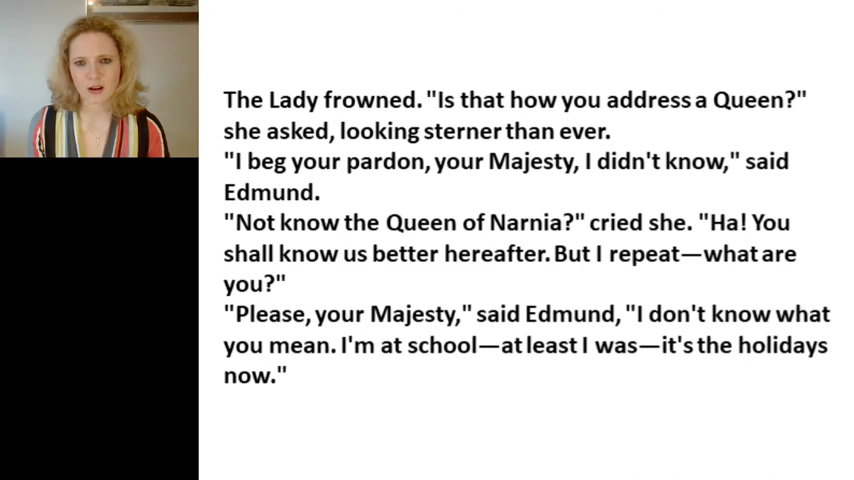 The Lady frowned. "Is that how you address a Queen?"
she asked, looking sterner than ever.
"I beg your pardon, your Majesty, I didn't know," said
Edmund.
"Not know the Queen of Narnia?" cried she. "Ha! You
shall know us better hereafter. But I repeat—what are
you?"
"Please, your Majesty," said Edmund, "I don't know what
you mean. I'm at school—at least I was—it's the holidays
now."